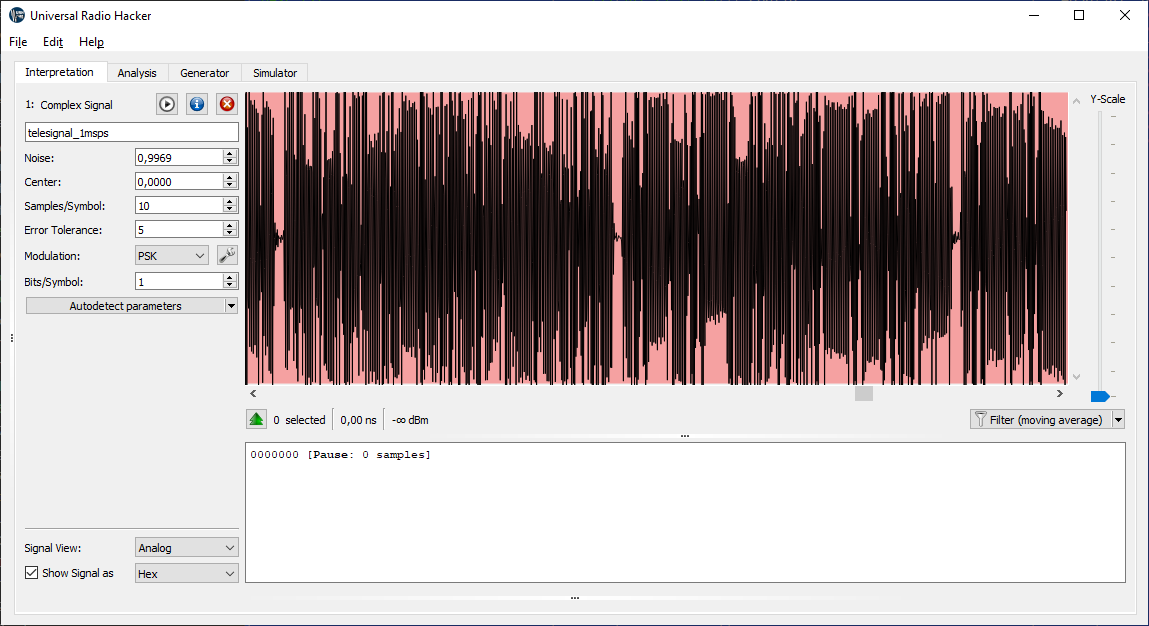 Universal Radio Hacker
File Edit Help
Interpretation Analysis Generator Simulator
1: Complex Signal
telesignal_1msps
Noise: 0,9969
Center: 0,0000
Samples/Symbol: 10
Error Tolerance: 5
Modulation: PSK
Bits/Symbol: 1
Autodetect parameters
Y-Scale
0 selected 0,00 ns -∞ dBm
Filter (moving average)
0000000 [Pause: 0 samples]
Signal View: Analog
Show Signal as Hex